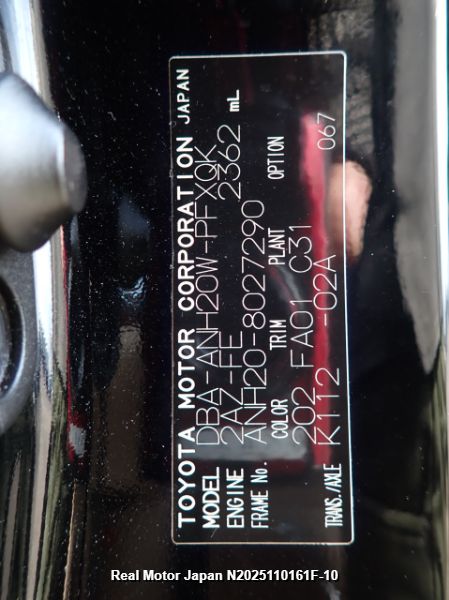 TOYOTA MOTOR CORPORATION JAPAN
MODEL DBA-ANH20W-PFXQK
ENGINE 2AZ-FE 2362 mL
FRAME No. ANH20-8027290
COLOR TRIM PLANT OPTION
202 FA01 C31
TRANS./AXLE K112 -02A 067
Real Motor Japan N2025110161F-10